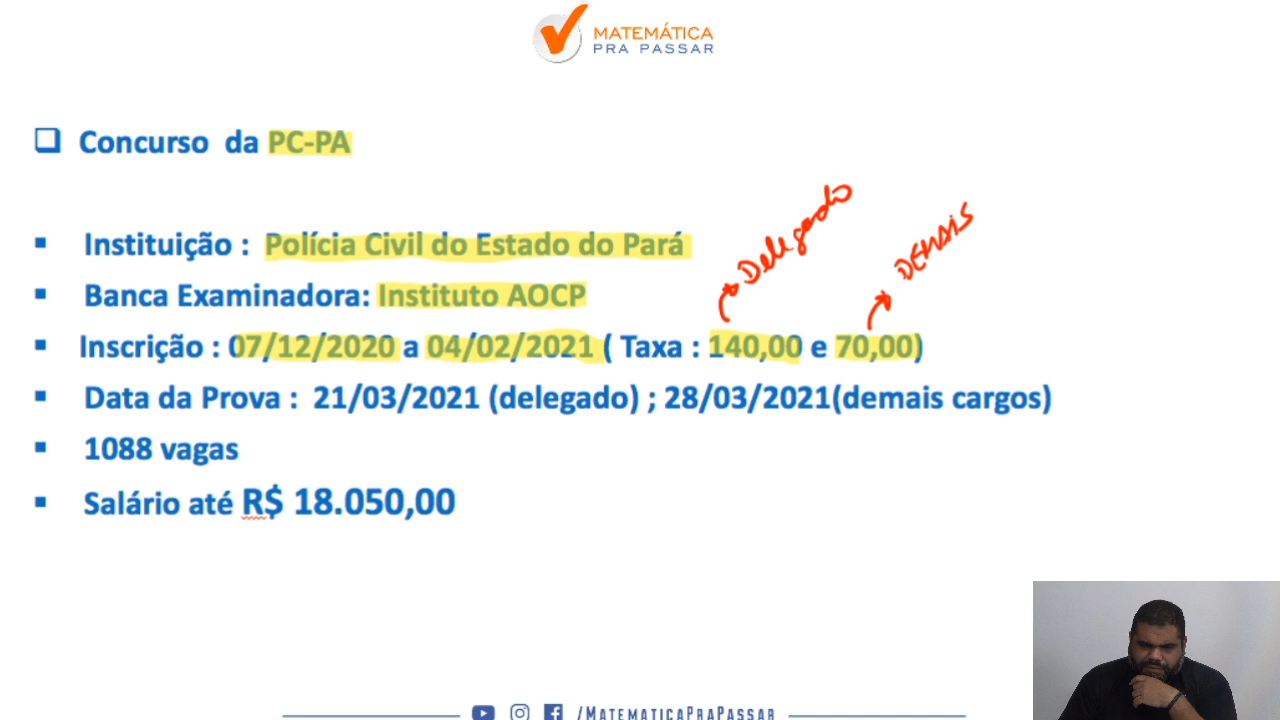 MATEMÁTICA
PRA PASSAR
Concurso da PC-PA
Delegado
DEMAIS
Instituição : Polícia Civil do Estado do Pará
Banca Examinadora: Instituto AOCP
Inscrição : 07/12/2020 a 04/02/2021 ( Taxa : 140,00 e 70,00)
Data da Prova : 21/03/2021 (delegado) ; 28/03/2021(demais cargos)
1088 vagas
Salário até R$ 18.050,00
/MATEMATICAPRAPASSAR